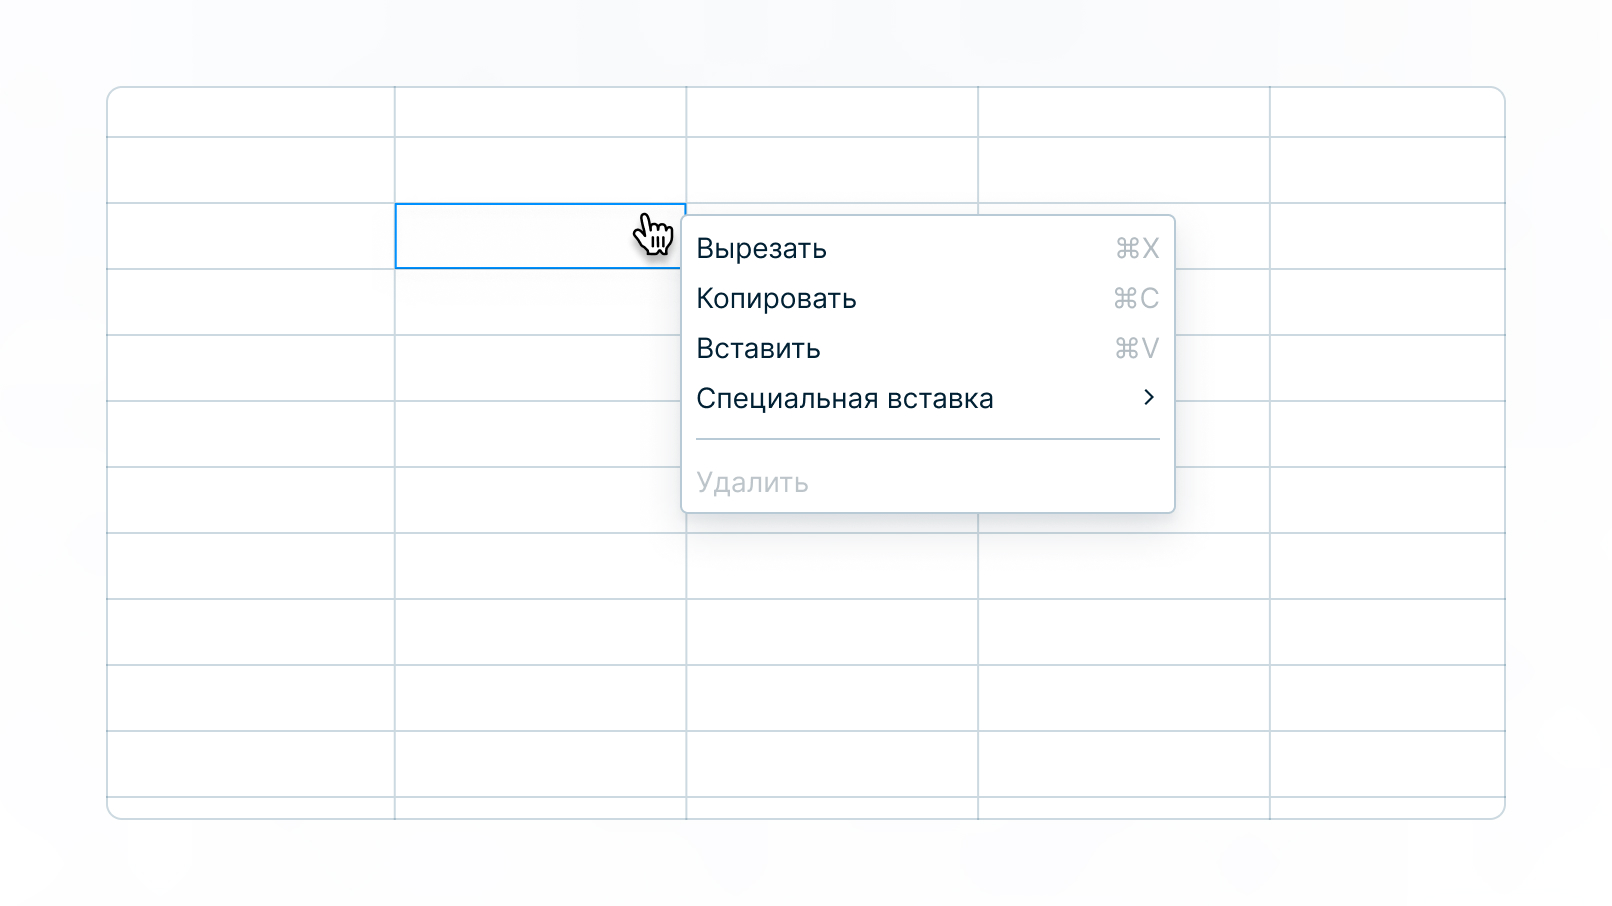 Вырезать ⌘X
Копировать ⌘C
Вставить ⌘V
Специальная вставка
Удалить